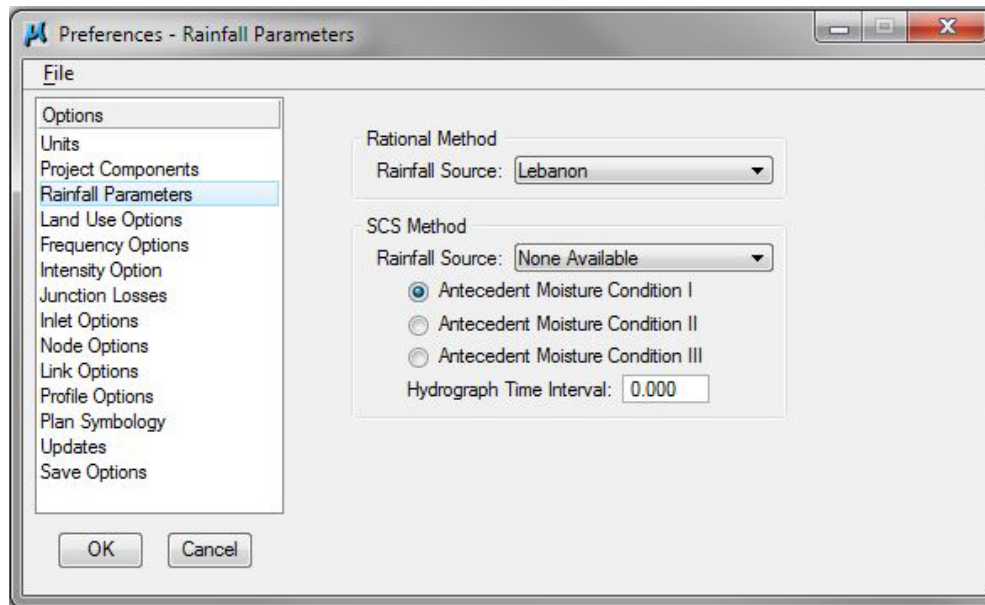 Preferences - Rainfall Parameters
File
Options
Units
Project Components
Rainfall Parameters
Land Use Options
Frequency Options
Intensity Option
Junction Losses
Inlet Options
Node Options
Link Options
Profile Options
Plan Symbology
Updates
Save Options
OK Cancel
Rational Method
Rainfall Source: Lebanon
SCS Method
Rainfall Source: None Available
Antecedent Moisture Condition I
Antecedent Moisture Condition II
Antecedent Moisture Condition III
Hydrograph Time Interval: 0.000